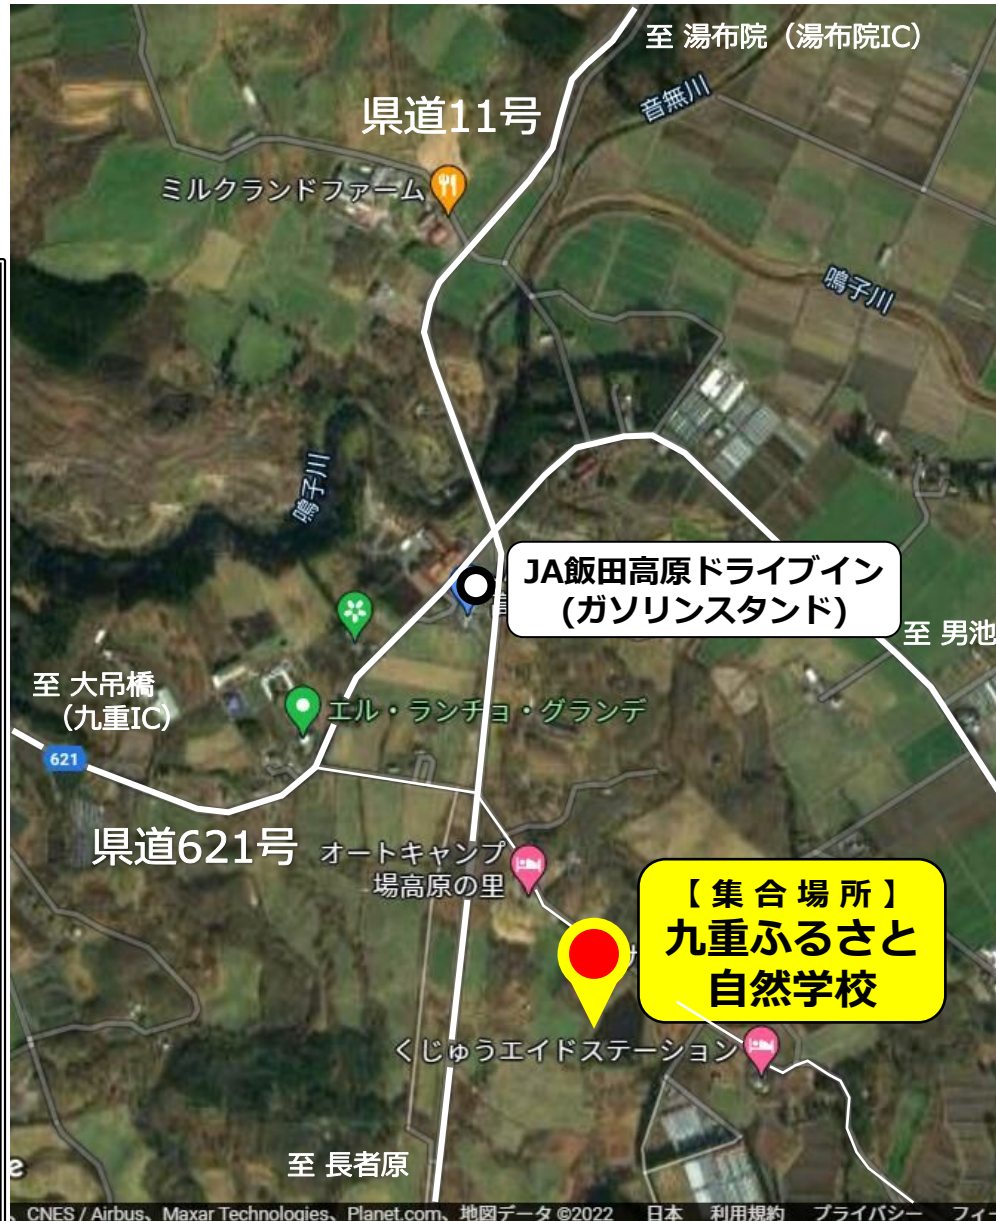 至 湯布院（湯布院IC）
音無川
県道11号
ミルクランドファーム
鳴子川
鳴子川
JA飯田高原ドライブイン
(ガソリンスタンド)
至 男池
至 大吊橋
（九重IC）
エル・ランチョ・グランデ
621
県道621号
オートキャンプ
場高原の里
【 集 合 場 所 】
九重ふるさと
自然学校
くじゅうエイドステーション
至 長者原
、CNES / Airbus、Maxar Technologies、Planet.com、地図データ ©2022 日本 利用規約 プライバシー フィー